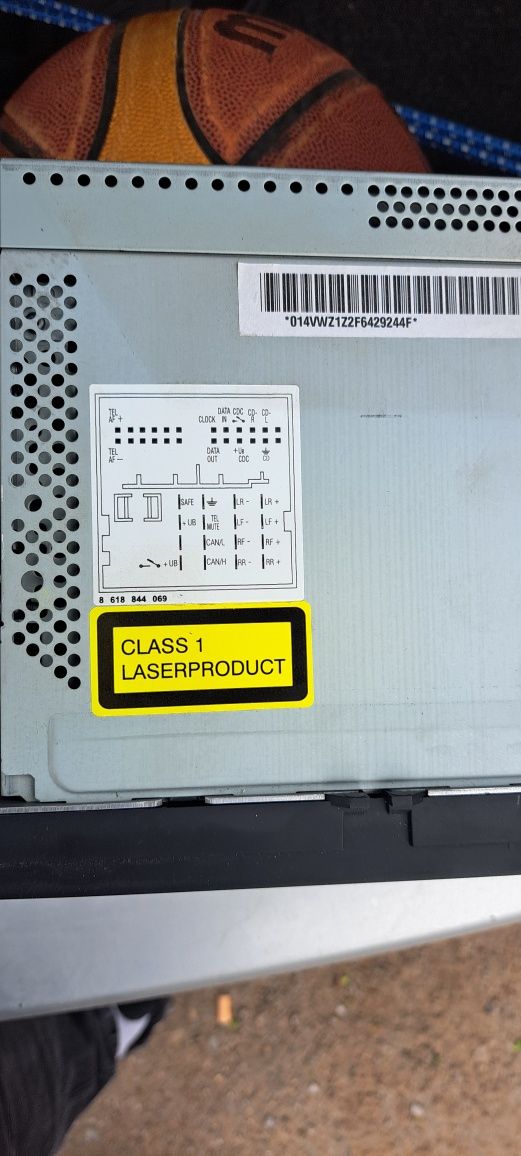 m
*014VWZ1Z2F6429244F*
TEL AF +
CLOCK DATA IN CDC CD- R CD- L
TEL AF –
DATA OUT +UB CDC CD
SAFE LR - LR +
+ UB TEL MUTE LF - LF +
CAN/L RF - RF +
+ UB CAN/H RR - RR +
8 618 844 069
CLASS 1
LASERPRODUCT